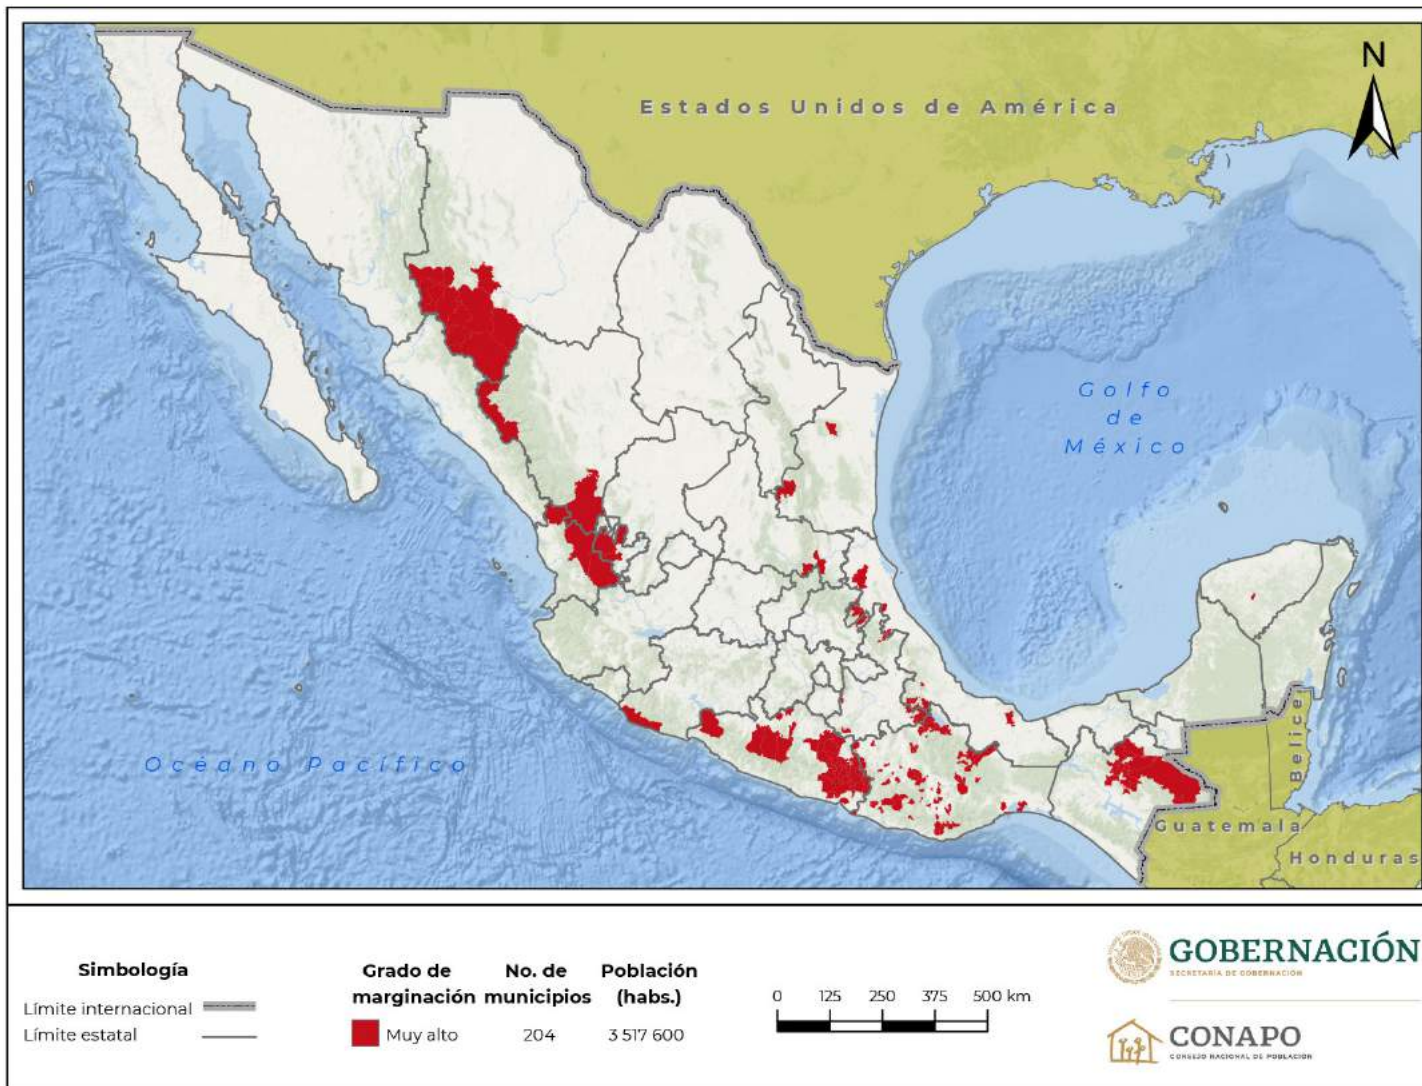 N
Estados Unidos de América
Golfo
de
México
Océano Pacífico
Belice
Guatemala
Honduras
Simbología
Límite internacional
Límite estatal
Grado de marginación
No. de municipios
Población (habs.)
Muy alto
204
3 517 600
0 125 250 375 500 km
GOBERNACIÓN
SECRETARÍA DE GOBERNACIÓN
CONAPO
CONSEJO NACIONAL DE POBLACIÓN